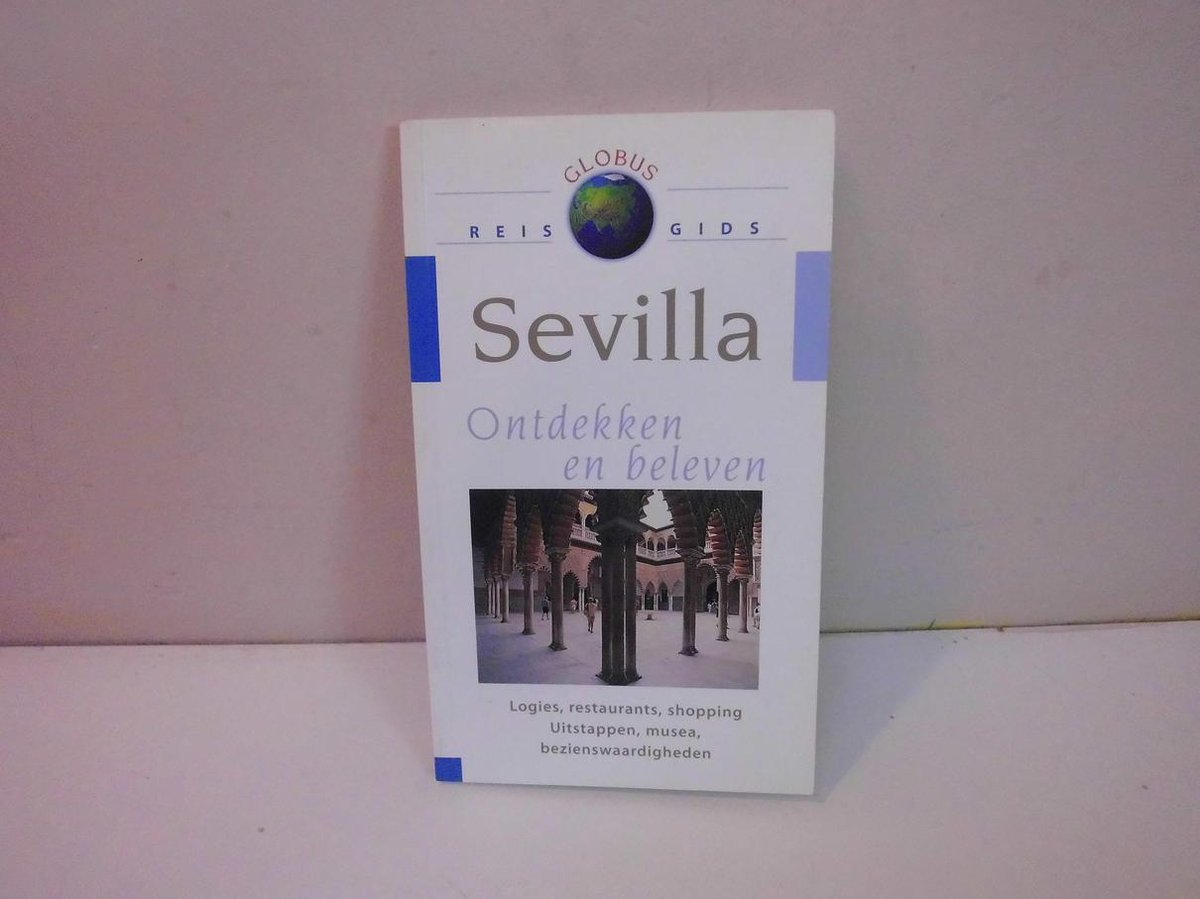 GLOBUS
REIS GIDS
Sevilla
Ontdekken
en beleven
Logies, restaurants, shopping
Uitstappen, musea,
bezienswaardigheden